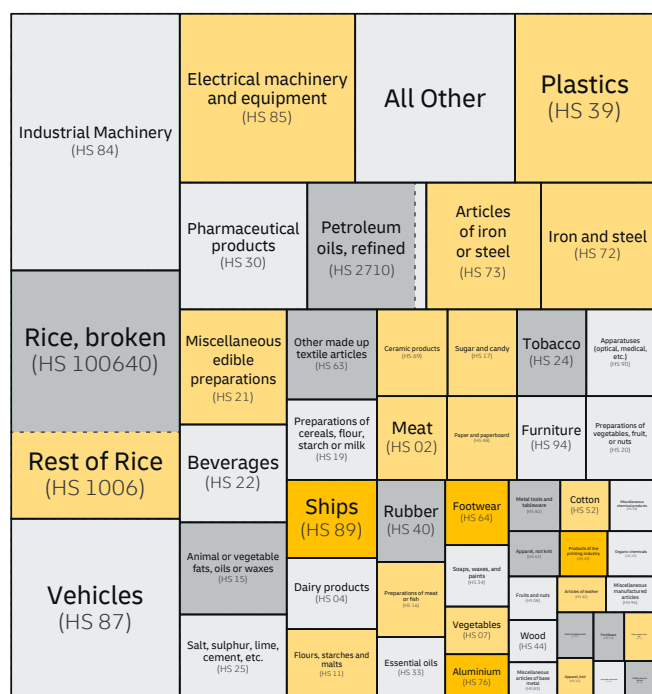 Industrial Machinery
(HS 84)
Electrical machinery
and equipment
(HS 85)
All Other
Plastics
(HS 39)
Pharmaceutical
products
(HS 30)
Petroleum
oils, refined
(HS 2710)
Articles
of iron
or steel
(HS 73)
Iron and steel
(HS 72)
Rice, broken
(HS 100640)
Rest of Rice
(HS 1006)
Vehicles
(HS 87)
Miscellaneous
edible
preparations
(HS 21)
Other made up
textile articles
(HS 63)
Ceramic products
(HS 69)
Sugar and candy
(HS 17)
Tobacco
(HS 24)
Apparatuses
(optical, medical,
etc.)
(HS 90)
Preparations of
cereals, flour,
starch or milk
(HS 19)
Meat
(HS 02)
Paper and paperboard
(HS 48)
Furniture
(HS 94)
Preparations of
vegetables, fruit,
or nuts
(HS 20)
Beverages
(HS 22)
Animal or vegetable
fats, oils or waxes
(HS 15)
Salt, sulphur, lime,
cement, etc.
(HS 25)
Ships
(HS 89)
Dairy products
(HS 04)
Flours, starches and
malts
(HS 11)
Rubber
(HS 40)
Preparations of meat
or fish
(HS 16)
Essential oils
(HS 33)
Footwear
(HS 64)
Soaps, waxes, and
paints
(HS 34)
Vegetables
(HS 07)
Aluminium
(HS 76)
Metal tools and
tableware
(HS 82)
Cotton
(HS 52)
Miscellaneous
chemical products
Apparel, not knit
(HS 62)
Products of the
printing industry
(HS 49)
Organic chemicals
(HS 29)
Fruits and nuts
(HS 08)
Articles of leather
(HS 42)
Miscellaneous
manufactured
articles
(HS 96)
Wood
(HS 44)
Fertilisers
Miscellaneous
articles of base
metal
(HS 83)
Apparel, knit
(HS 61)